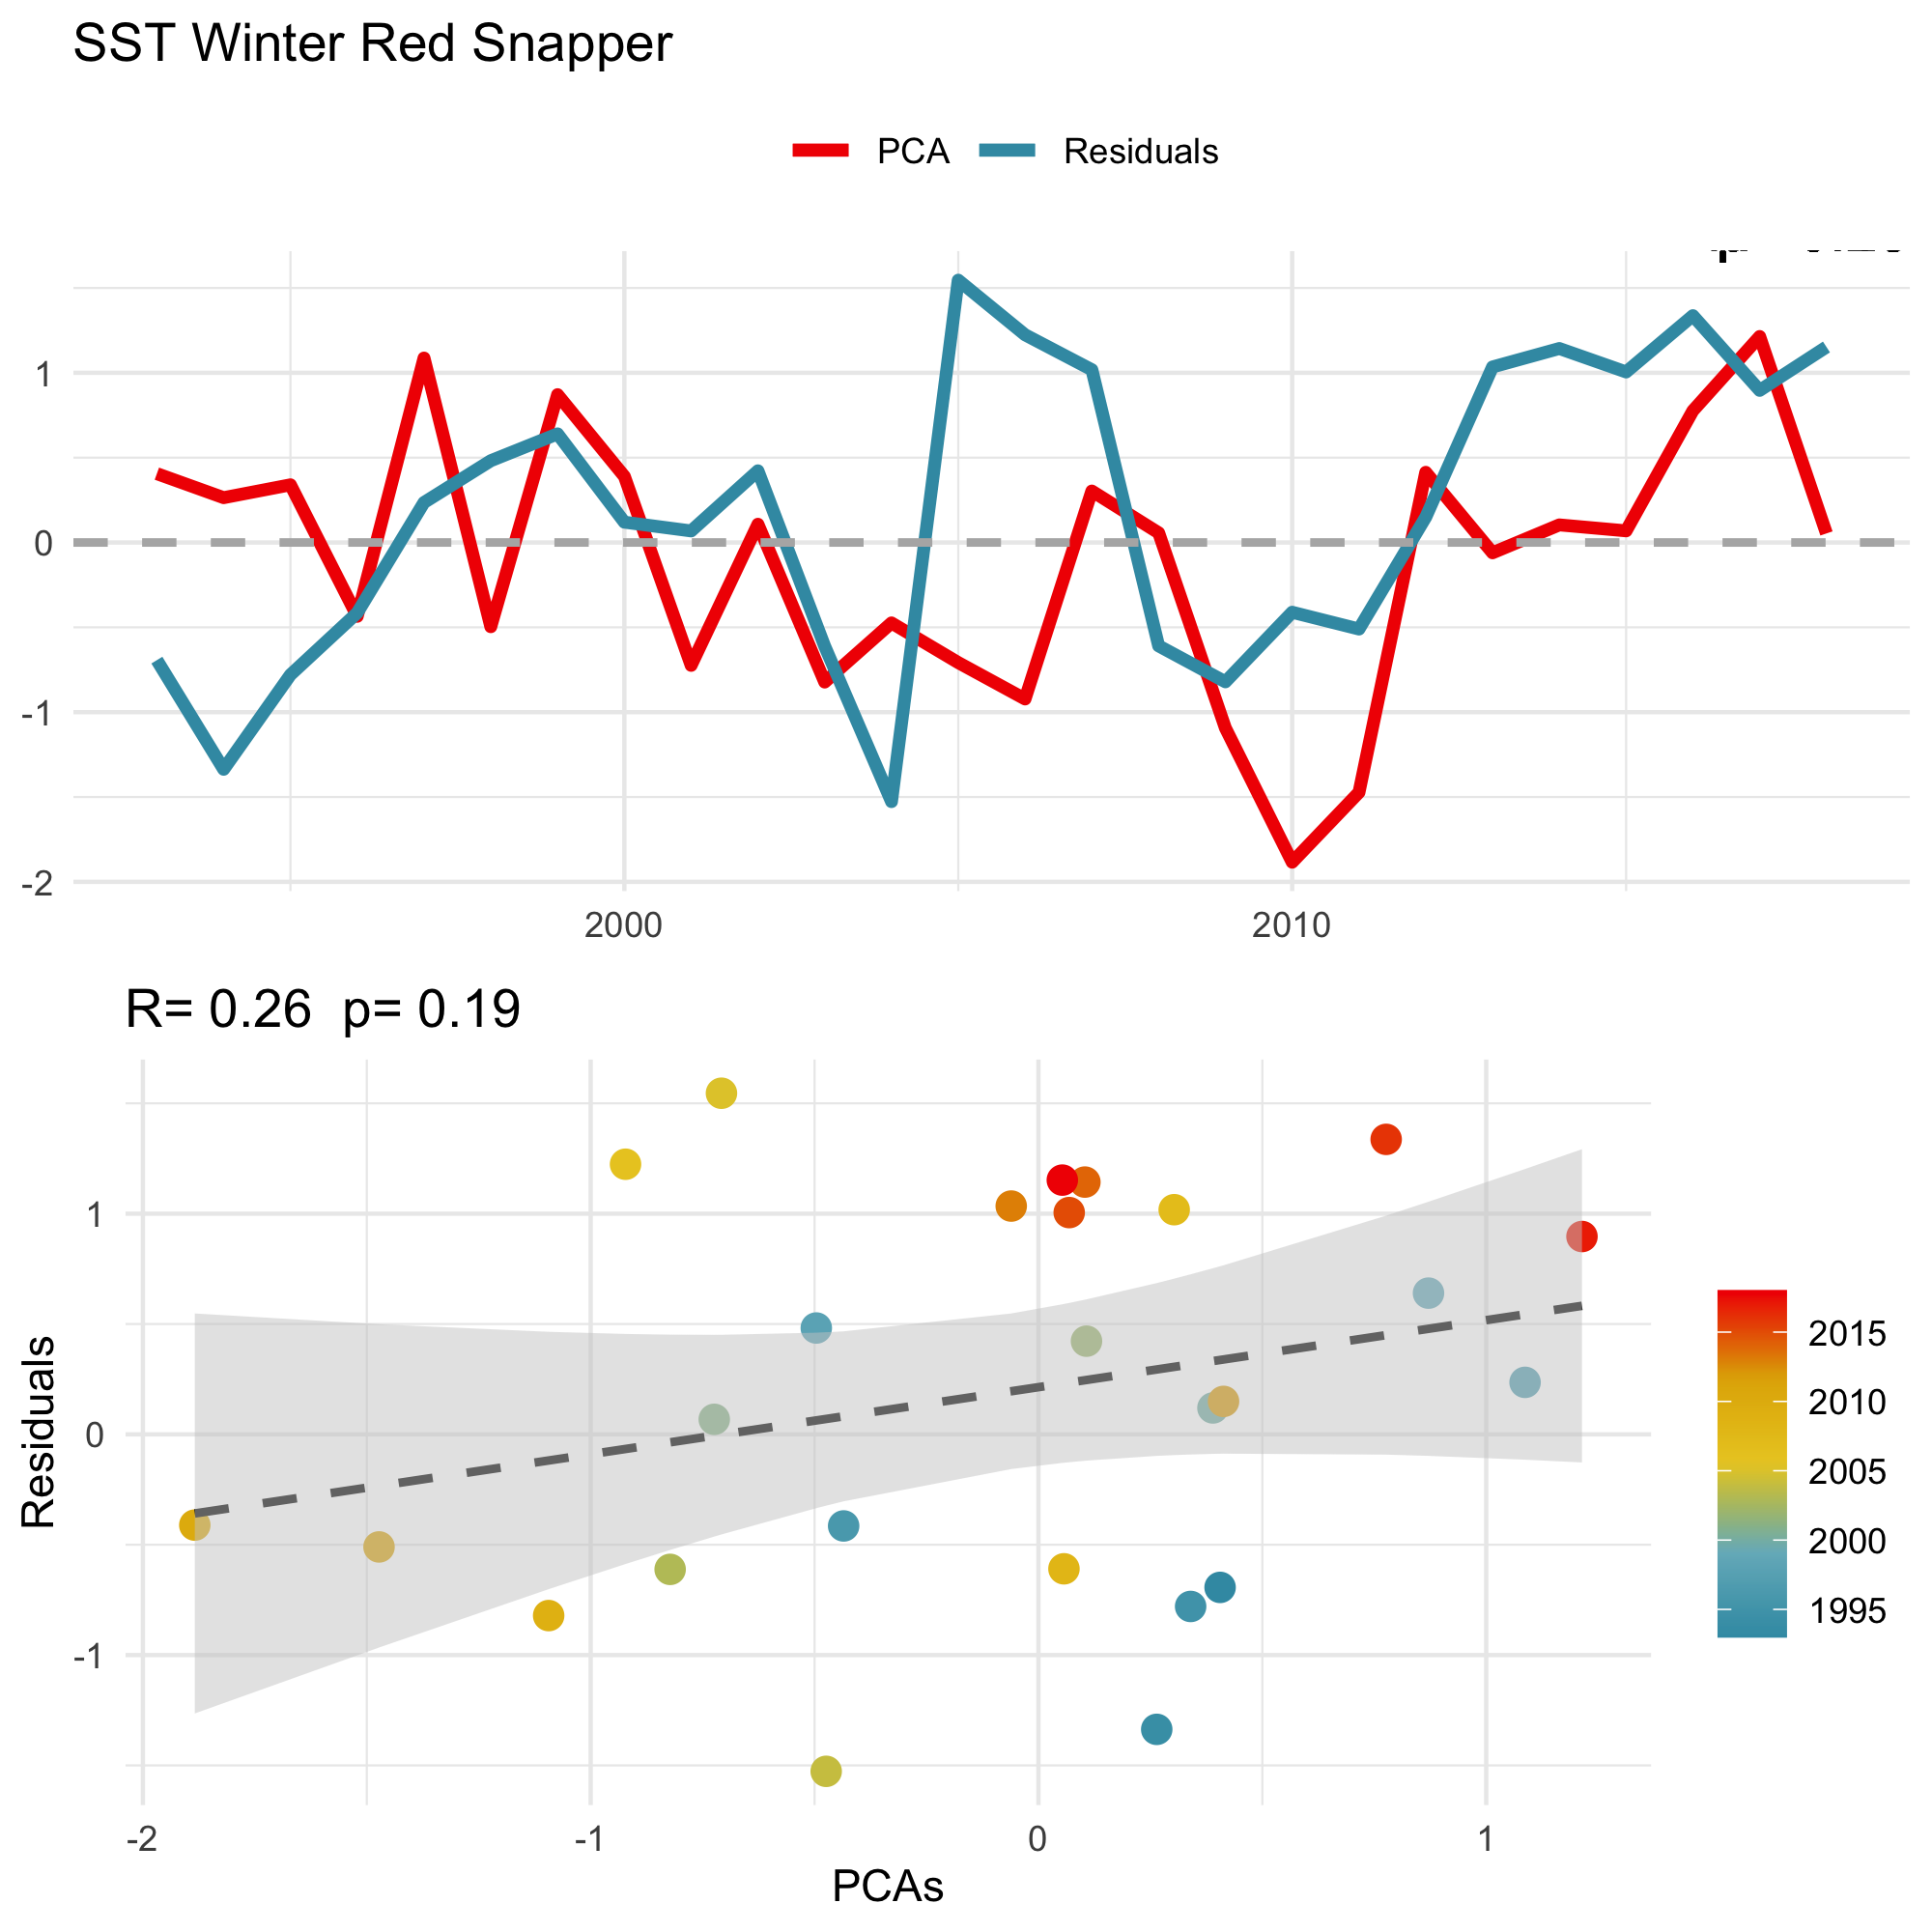 SST Winter Red Snapper
PCA Residuals
1
0
-1
-2
2000 2010
R= 0.26  p= 0.19
Residuals
1
0
-1
-2 -1 0 1
PCAs
2015
2010
2005
2000
1995